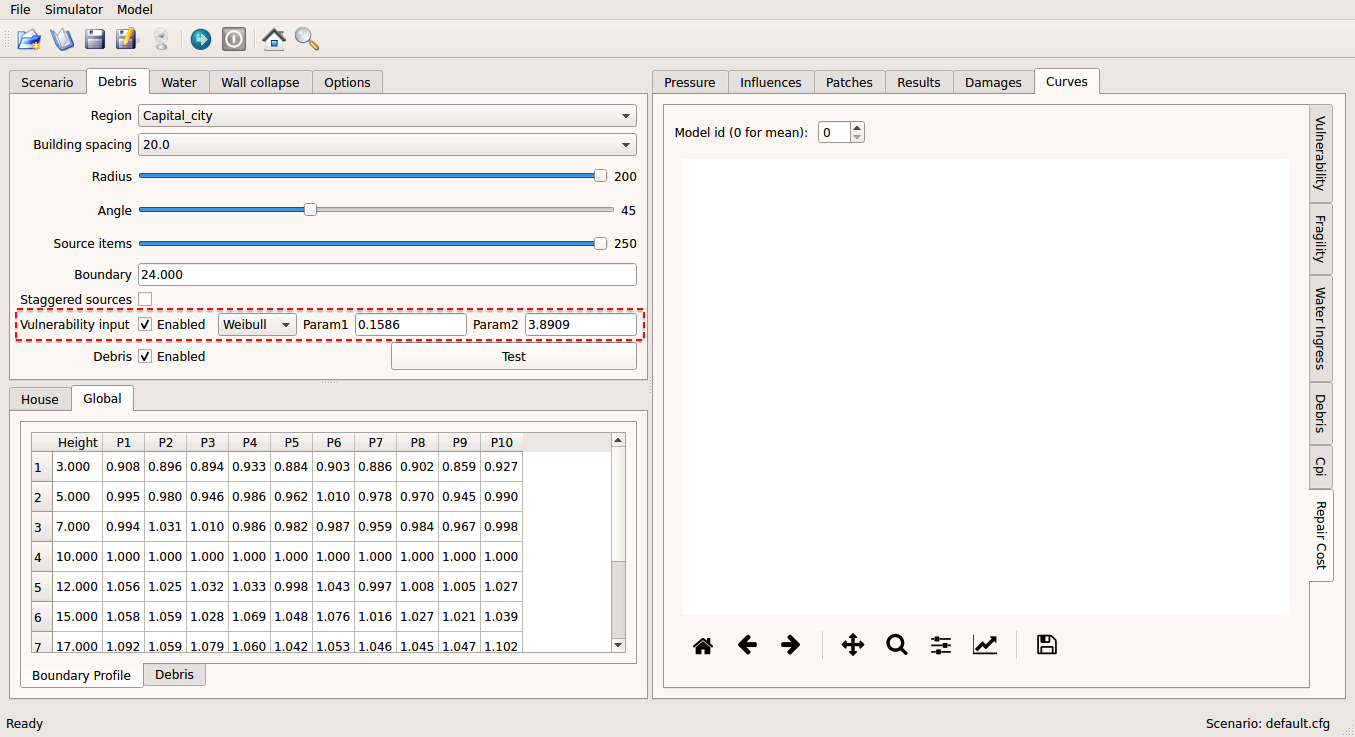 File Simulator Model
Scenario Debris Water Wall collapse Options
Region Capital_city
Building spacing 20.0
Radius 200
Angle 45
Source items 250
Boundary 24.000
Staggered sources
Vulnerability input Enabled Weibull Param1 0.1586 Param2 3.8909
Debris Enabled Test
House Global
Height P1 P2 P3 P4 P5 P6 P7 P8 P9 P10
1 3.000 0.908 0.896 0.894 0.933 0.884 0.903 0.886 0.902 0.859 0.927
2 5.000 0.995 0.980 0.946 0.986 0.962 1.010 0.978 0.970 0.945 0.990
3 7.000 0.994 1.031 1.010 0.986 0.982 0.987 0.959 0.984 0.967 0.998
4 10.000 1.000 1.000 1.000 1.000 1.000 1.000 1.000 1.000 1.000 1.000
5 12.000 1.056 1.025 1.032 1.033 0.998 1.043 0.997 1.008 1.005 1.027
6 15.000 1.058 1.059 1.028 1.069 1.048 1.076 1.016 1.027 1.021 1.039
7 17.000 1.092 1.059 1.079 1.060 1.042 1.053 1.046 1.045 1.047 1.102
Boundary Profile Debris
Pressure Influences Patches Results Damages Curves
Model id (0 for mean): 0
Vulnerability
Fragility
Water Ingress
Debris
Cpi
Repair Cost
Ready
Scenario: default.cfg